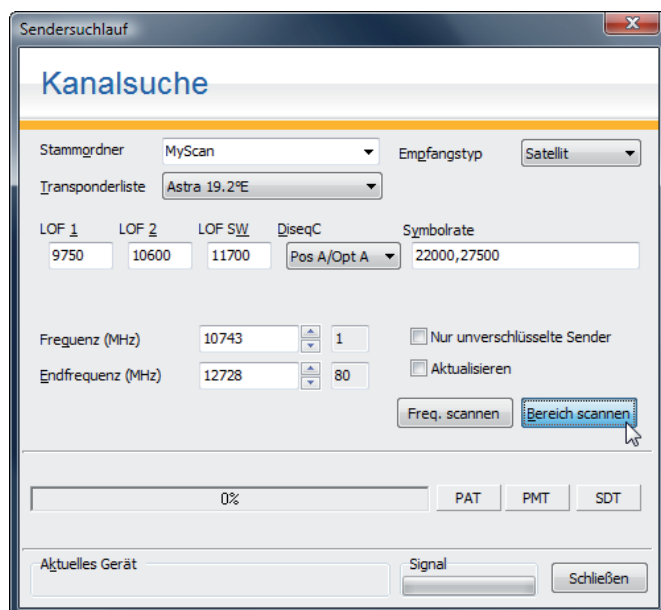 Sendersuchlauf
Kanalsuche
Stammordner MyScan Empfangstyp Satellit
Transponderliste Astra 19.2ºE
LOF 1 LOF 2 LOF SW DiseqC Symbolrate
9750 10600 11700 Pos A/Opt A 22000,27500
Frequenz (MHz) 10743 1 Nur unverschlüsselte Sender
Endfrequenz (MHz) 12728 80 Aktualisieren
Freq. scannen Bereich scannen
0% PAT PMT SDT
Aktuelles Gerät Signal
Schließen